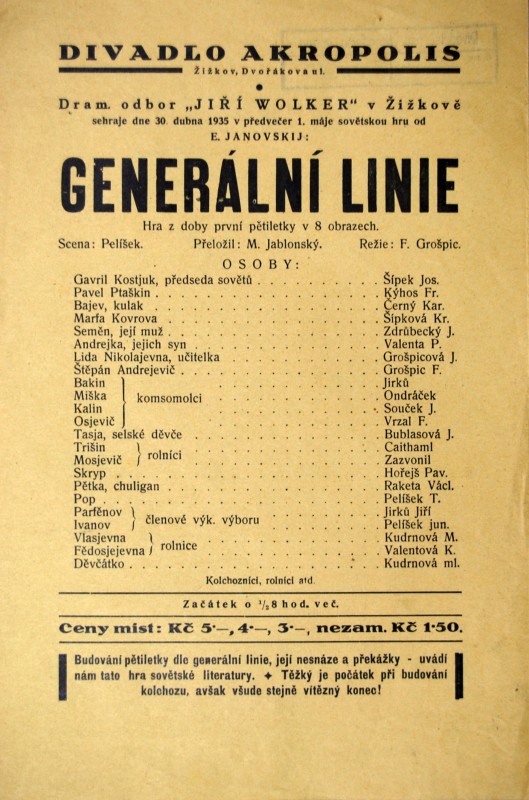 DIVADLO AKROPOLIS
Žižkov, Dvořákova ul.
Dram. odbor „JIŘÍ WOLKER" v Žižkově
sehraje dne 30. dubna 1935 v předvečer 1. máje sovětskou hru od
E. JANOVSKIJ:
GENERÁLNÍ LINIE
Hra z doby první pětiletky v 8 obrazech.
Scena: Pelíšek. Přeložil: M. Jablonský. Režie: F. Grošpic.
OSOBY:
Gavril Kostjuk, předseda sovětů . . . . . . . . . . Šípek Jos.
Pavel Ptaškin . . . . . . . . . . Kýhos Fr.
Bajev, kulak . . . . . . . . . . Černý Kar.
Marfa Kovrova . . . . . . . . . . Šípková Kr.
Seměn, její muž . . . . . . . . . . Zdrůbecký J.
Andrejka, jejich syn . . . . . . . . . . Valenta P.
Lida Nikolajevna, učitelka . . . . . . . . . . Grošpicová J.
Štěpán Andrejevič . . . . . . . . . . Grošpic F.
Bakin . . . . . . . . . . Jirků
Miška } komsomolci . . . . . . . . . . Ondráček
Kalin . . . . . . . . . . Souček J.
Osjevič . . . . . . . . . . Vrzal F.
Tasja, selské děvče . . . . . . . . . . Bublasová J.
Trišin } rolníci . . . . . . . . . . Caithaml
Mosjevič . . . . . . . . . . Zazvonil
Skryp . . . . . . . . . . Hořejš Pav.
Pětka, chuligan . . . . . . . . . . Raketa Václ.
Pop . . . . . . . . . . Pelíšek T.
Parfěnov } členové výk. výboru . . . . . . . . . . Jirků Jiří
Ivanov . . . . . . . . . . Pelíšek jun.
Vlasjevna } rolnice . . . . . . . . . . Kudrnová M.
Fědosjejevna . . . . . . . . . . Valentová K.
Děvčátko . . . . . . . . . . Kudrnová ml.
Kolchozníci, rolníci atd.
Začátek o ½8 hod. več.
Ceny míst: Kč 5·—, 4·—, 3·—, nezam. Kč 1·50.
Budování pětiletky dle generální linie, její nesnáze a překážky - uvádí
nám tato hra sovětské literatury. ✦ Těžký je počátek při budování
kolchozu, avšak všude stejně vítězný konec!